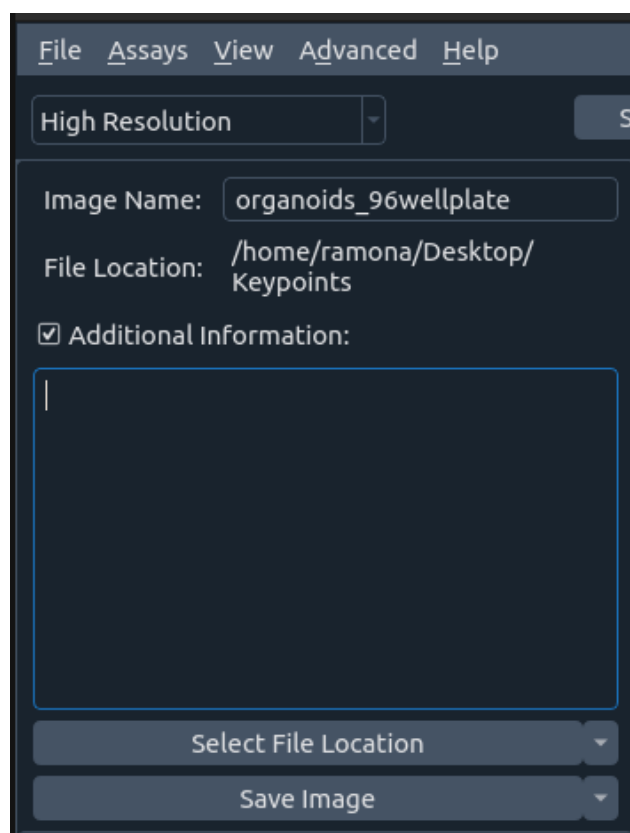 File Assays View Advanced Help
High Resolution
S
Image Name: organoids_96wellplate
File Location: /home/ramona/Desktop/
Keypoints
Additional Information:
Select File Location
Save Image